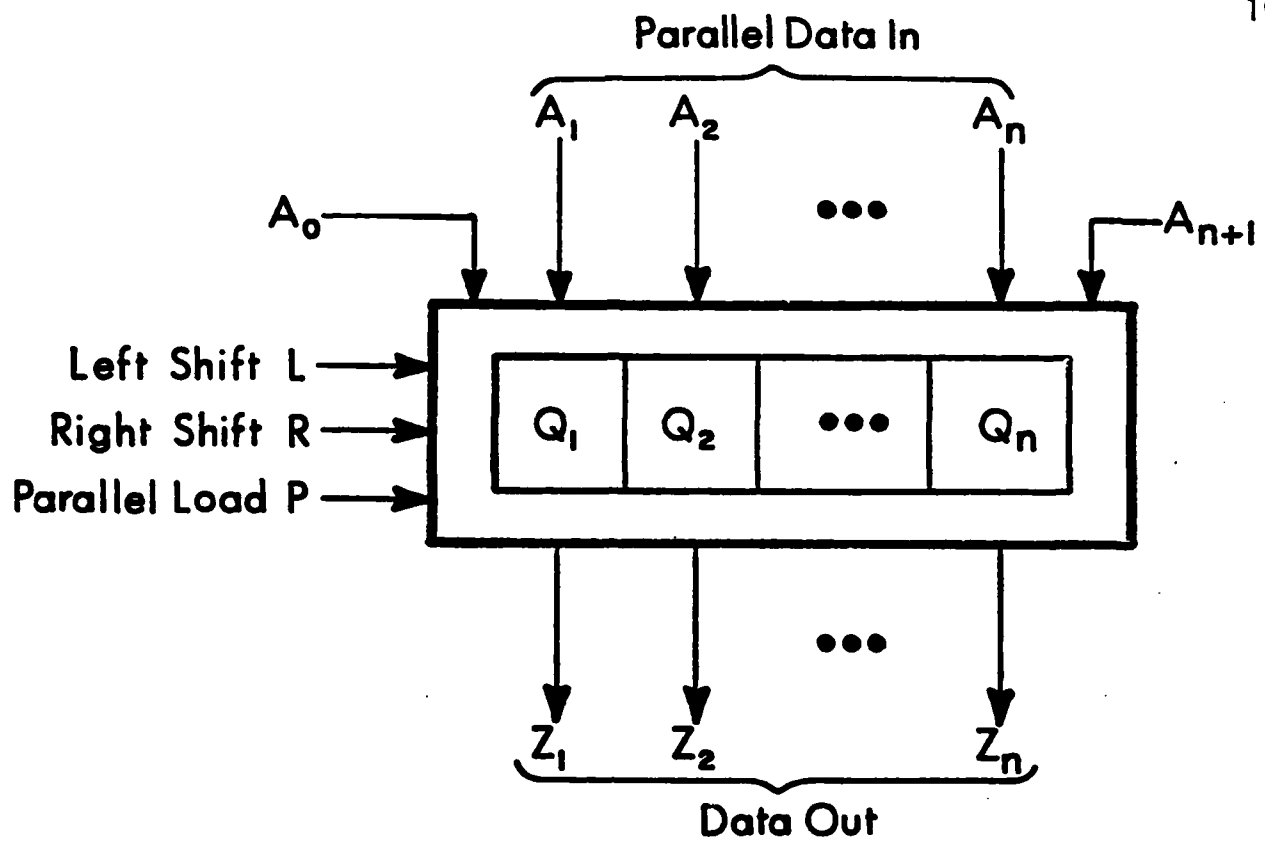 Parallel Data In
A₁ A₂ Aₙ
A₀ Aₙ₊₁
Left Shift L
Right Shift R
Parallel Load P
Q₁ Q₂ ••• Qₙ
Z₁ Z₂ Zₙ
Data Out